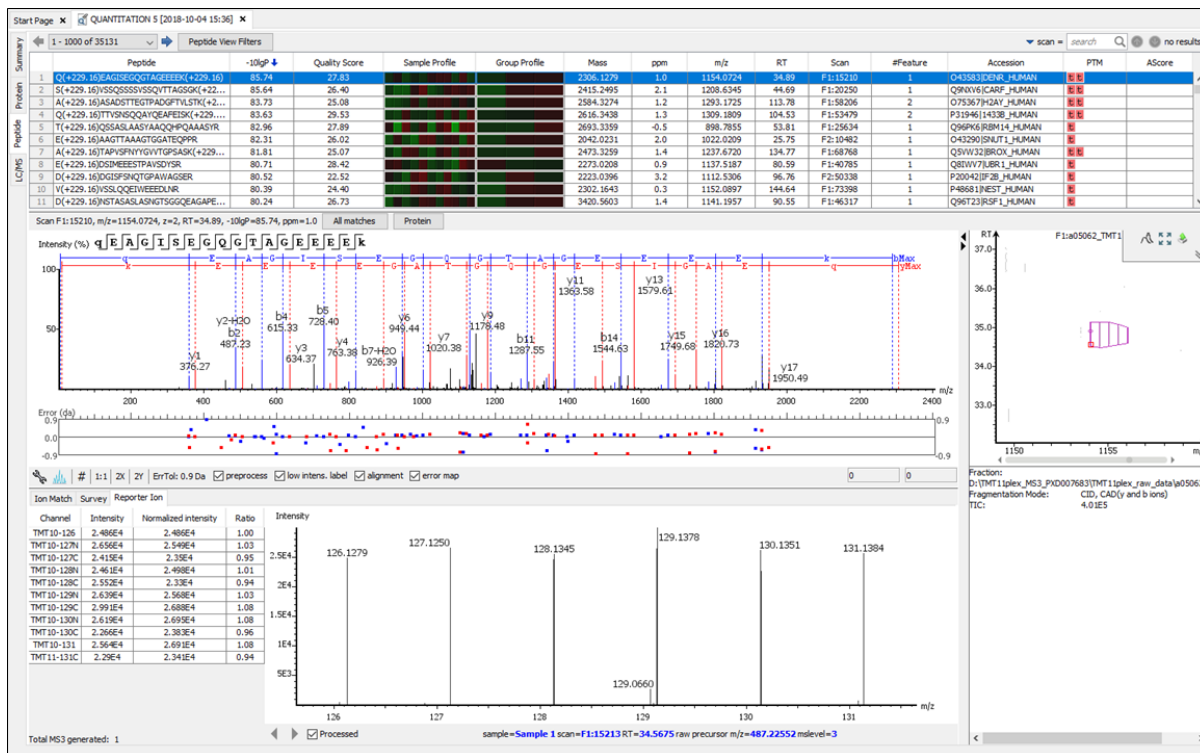 Start Page QUANTITATION 5 [2018-10-04 15:36]
1 - 1000 of 35131 Peptide View Filters scan = search no results
Summary
Protein
Peptide
LC/MS
Peptide -10lgP Quality Score Sample Profile Group Profile Mass ppm m/z RT Scan #Feature Accession PTM AScore
1 Q(+229.16)EAGISEGQGTAGEEEEK(+229.16) 85.74 27.83 2306.1279 1.0 1154.0724 34.89 F1:15210 1 O43583|DENR_HUMAN t t
2 S(+229.16)VSSQSSSSVSSQVTTAGSGK(+22... 85.64 26.40 2415.2495 2.1 1208.6345 44.69 F1:20250 1 Q9NXV6|CARF_HUMAN t t
3 A(+229.16)ASADSTTEGTPADGFTVLSTK(+2... 83.73 25.08 2584.3274 1.2 1293.1725 113.78 F1:58206 2 O75367|H2AY_HUMAN t t
4 Q(+229.16)TTVSNSQQAYQEAFEISK(+2... 83.63 29.53 2616.3438 1.3 1309.1809 104.53 F1:53479 2 P31946|1433B_HUMAN t t
5 T(+229.16)QSSASLAASYAAQQHPQAAASYR 82.96 27.89 2693.3359 -0.5 898.7855 53.81 F1:25634 1 Q96PK6|RBM14_HUMAN t
6 E(+229.16)AAGTTAAAGTGGATEQPPR 82.31 26.02 2042.0231 2.0 1022.0209 25.75 F2:10482 1 O43290|SNUT1_HUMAN t
7 A(+229.16)TAPVSFNYYGVVTGPSASK(+229... 81.81 25.07 2473.3259 1.4 1237.6720 134.77 F1:68768 1 Q5VW32|BROX_HUMAN t t
8 E(+229.16)DSIMEEESTPAVSDYSR 80.71 28.42 2273.0208 0.9 1137.5187 80.59 F1:40785 1 Q8IWV7|UBR1_HUMAN t
9 D(+229.16)DGISFSNQTGPAWAGSER 80.52 22.52 2223.0396 3.2 1112.5306 96.76 F2:50338 1 P20042|IF2B_HUMAN t
10 V(+229.16)VSSLQQEIWEEEDLNR 80.39 24.40 2302.1643 0.3 1152.0897 144.64 F1:73398 1 P48681|NEST_HUMAN t
11 D(+229.16)NSTASALASNGTSGGQEAGAPE... 80.24 26.73 3420.5603 1.4 1141.1957 90.55 F1:46317 1 Q96T23|RSF1_HUMAN t
Scan F1:15210, m/z=1154.0724, z=2, RT=34.89, -10lgP=85.74, ppm=1.0 All matches Protein
Intensity (%) q E A G I S E G Q G T A G E E E E k
q E A G I S E G Q G T A G E E E E k bMax
k E E E E G A T G Q G E S I G A E q yMax
100
50
y1
376.27
y2-H2O
b2
487.23
b4
615.33
y3
634.37
b5
728.40
y4
763.38
b7-H2O
926.39
y6
949.44
y7
1020.38
y9
1178.48
b11
1287.55
y11
1363.58
b14
1544.63
y13
1579.61
y15
1749.68
y16
1820.73
y17
1950.49
200 400 600 800 1000 1200 1400 1600 1800 2000 2200 2400 m/z
Error (da)
0.9 0.9
0.0
-0.9 -0.9
# 1:1 2X 2Y ErrTol: 0.9 Da preprocess low intens. label alignment error map 0 0
RT F1:a05062_TMT1
37.0
36.0
35.0
34.0
33.0
1150 1155
Fraction:
D:\TMT11plex_MS3_PXD007683\TMT11plex_raw_data\a05062
Fragmentation Mode: CID, CAD(y and b ions)
TIC: 4.01E5
Ion Match Survey Reporter Ion
Channel Intensity Normalized intensity Ratio
TMT10-126 2.486E4 2.486E4 1.00
TMT10-127N 2.656E4 2.549E4 1.03
TMT10-127C 2.415E4 2.35E4 0.95
TMT10-128N 2.461E4 2.498E4 1.01
TMT10-128C 2.552E4 2.33E4 0.94
TMT10-129N 2.639E4 2.568E4 1.03
TMT10-129C 2.991E4 2.688E4 1.08
TMT10-130N 2.619E4 2.695E4 1.08
TMT10-130C 2.266E4 2.383E4 0.96
TMT10-131 2.564E4 2.691E4 1.08
TMT11-131C 2.29E4 2.341E4 0.94
Intensity
2.5E4
2E4
1.5E4
1E4
5E3
126.1279 127.1250 128.1345 129.1378 130.1351 131.1384
129.0660
126 127 128 129 130 131 m/z
Processed
sample=Sample 1 scan=F1:15213 RT=34.5675 raw precursor m/z=487.22552 mslevel=3
Total MS3 generated: 1